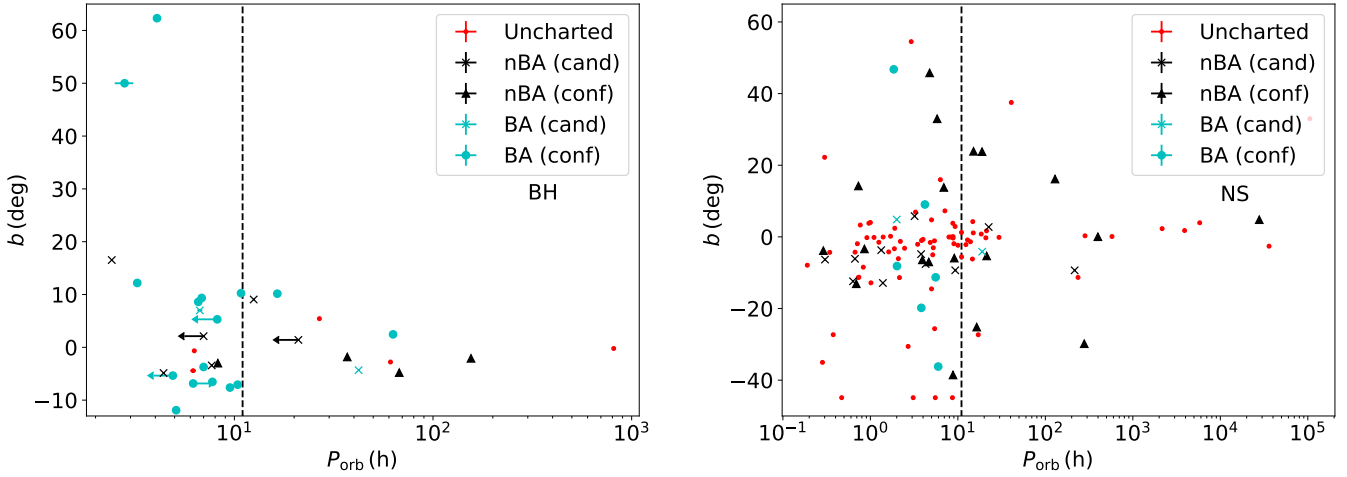 60
50
40
30
20
10
0
−10
b (deg)
10¹
10²
10³
P_orb (h)
Uncharted
nBA (cand)
nBA (conf)
BA (cand)
BA (conf)
BH
60
40
20
0
−20
−40
b (deg)
10⁻¹
10⁰
10¹
10²
10³
10⁴
10⁵
P_orb (h)
Uncharted
nBA (cand)
nBA (conf)
BA (cand)
BA (conf)
NS